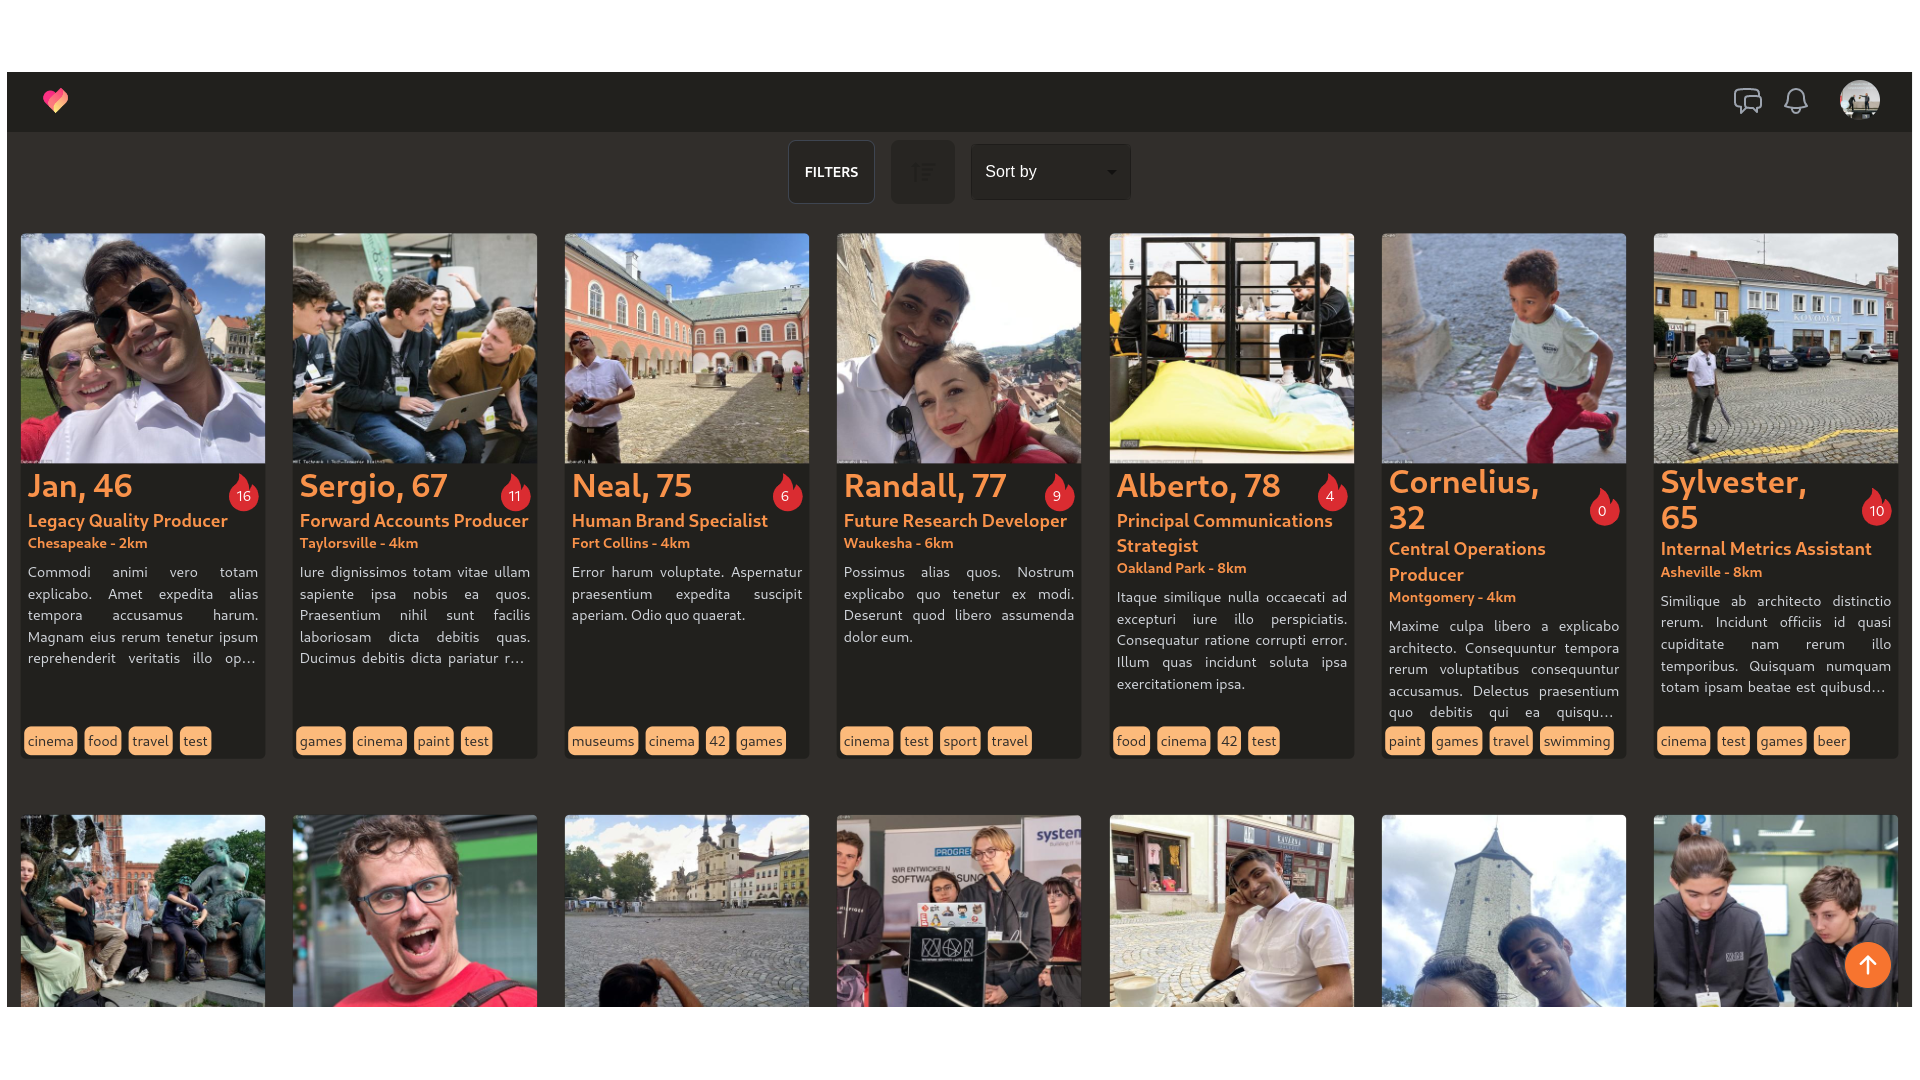 FILTERS
Sort by
KOVOMAT
Jan, 46
16
Legacy Quality Producer
Chesapeake - 2km
Commodi animi vero totam
explicabo. Amet expedita alias
tempora accusamus harum.
Magnam eius rerum tenetur ipsum
reprehenderit veritatis illo op...
cinema food travel test
Sergio, 67
11
Forward Accounts Producer
Taylorsville - 4km
Iure dignissimos totam vitae ullam
sapiente ipsa nobis ea quos.
Praesentium nihil sunt facilis
laboriosam dicta debitis quas.
Ducimus debitis dicta pariatur r...
games cinema paint test
Neal, 75
6
Human Brand Specialist
Fort Collins - 4km
Error harum voluptate. Aspernatur
praesentium expedita suscipit
aperiam. Odio quo quaerat.
museums cinema 42 games
Randall, 77
9
Future Research Developer
Waukesha - 6km
Possimus alias quos. Nostrum
explicabo quo tenetur ex modi.
Deserunt quod libero assumenda
dolor eum.
cinema test sport travel
Alberto, 78
4
Principal Communications
Strategist
Oakland Park - 8km
Itaque similique nulla occaecati ad
excepturi iure illo perspiciatis.
Consequatur ratione corrupti error.
Illum quas incidunt soluta ipsa
exercitationem ipsa.
food cinema 42 test
Cornelius,
32
0
Central Operations
Producer
Montgomery - 4km
Maxime culpa libero a explicabo
architecto. Consequuntur tempora
rerum voluptatibus consequuntur
accusamus. Delectus praesentium
quo debitis qui ea quisqu...
paint games travel swimming
Sylvester,
65
10
Internal Metrics Assistant
Asheville - 8km
Similique ab architecto distinctio
rerum. Incidunt officiis id quasi
cupiditate nam rerum illo
temporibus. Quisquam numquam
totam ipsam beatae est quibusd...
cinema test games beer
system
PROGRE
WIR ENTWICKELN